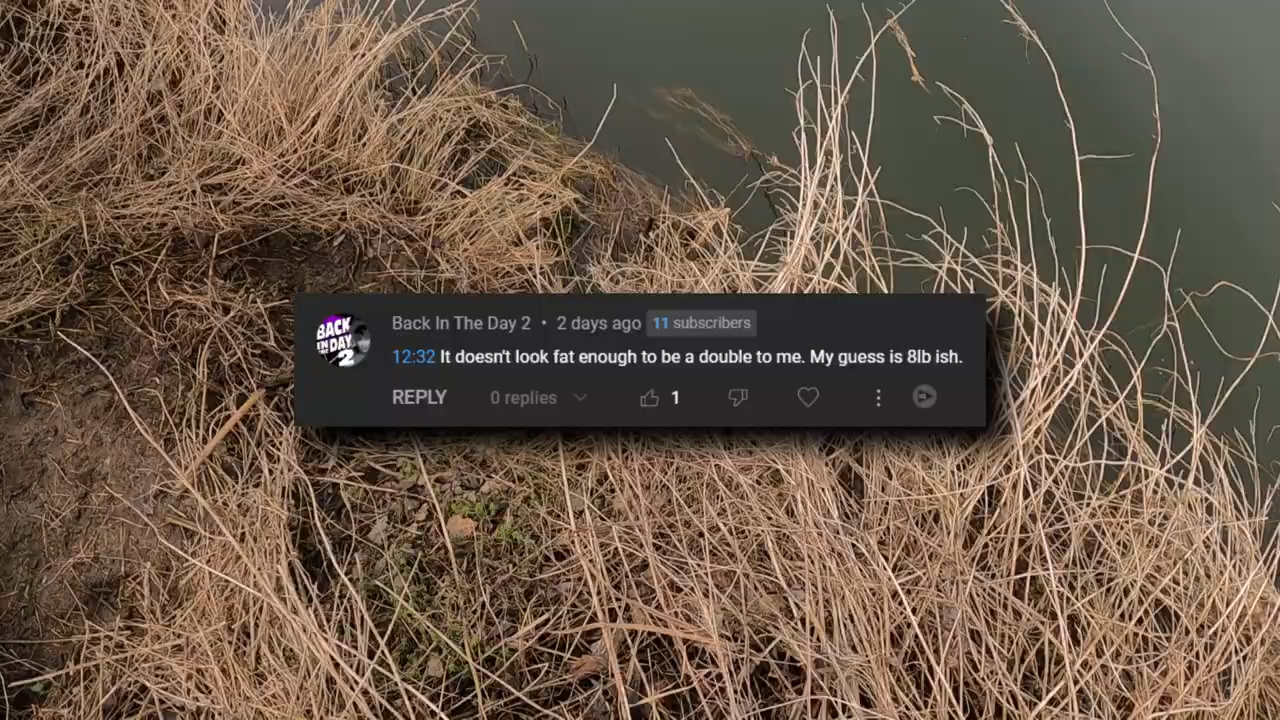 BACK
IN THE
DAY
2
Back In The Day 2 • 2 days ago 11 subscribers
12:32 It doesn't look fat enough to be a double to me. My guess is 8lb ish.
REPLY 0 replies 1